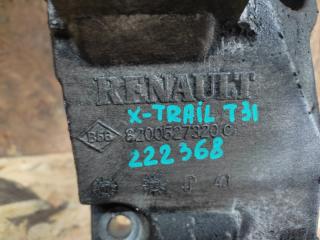 RENAULT
X-TRAIL T31
8200527320 C
222368